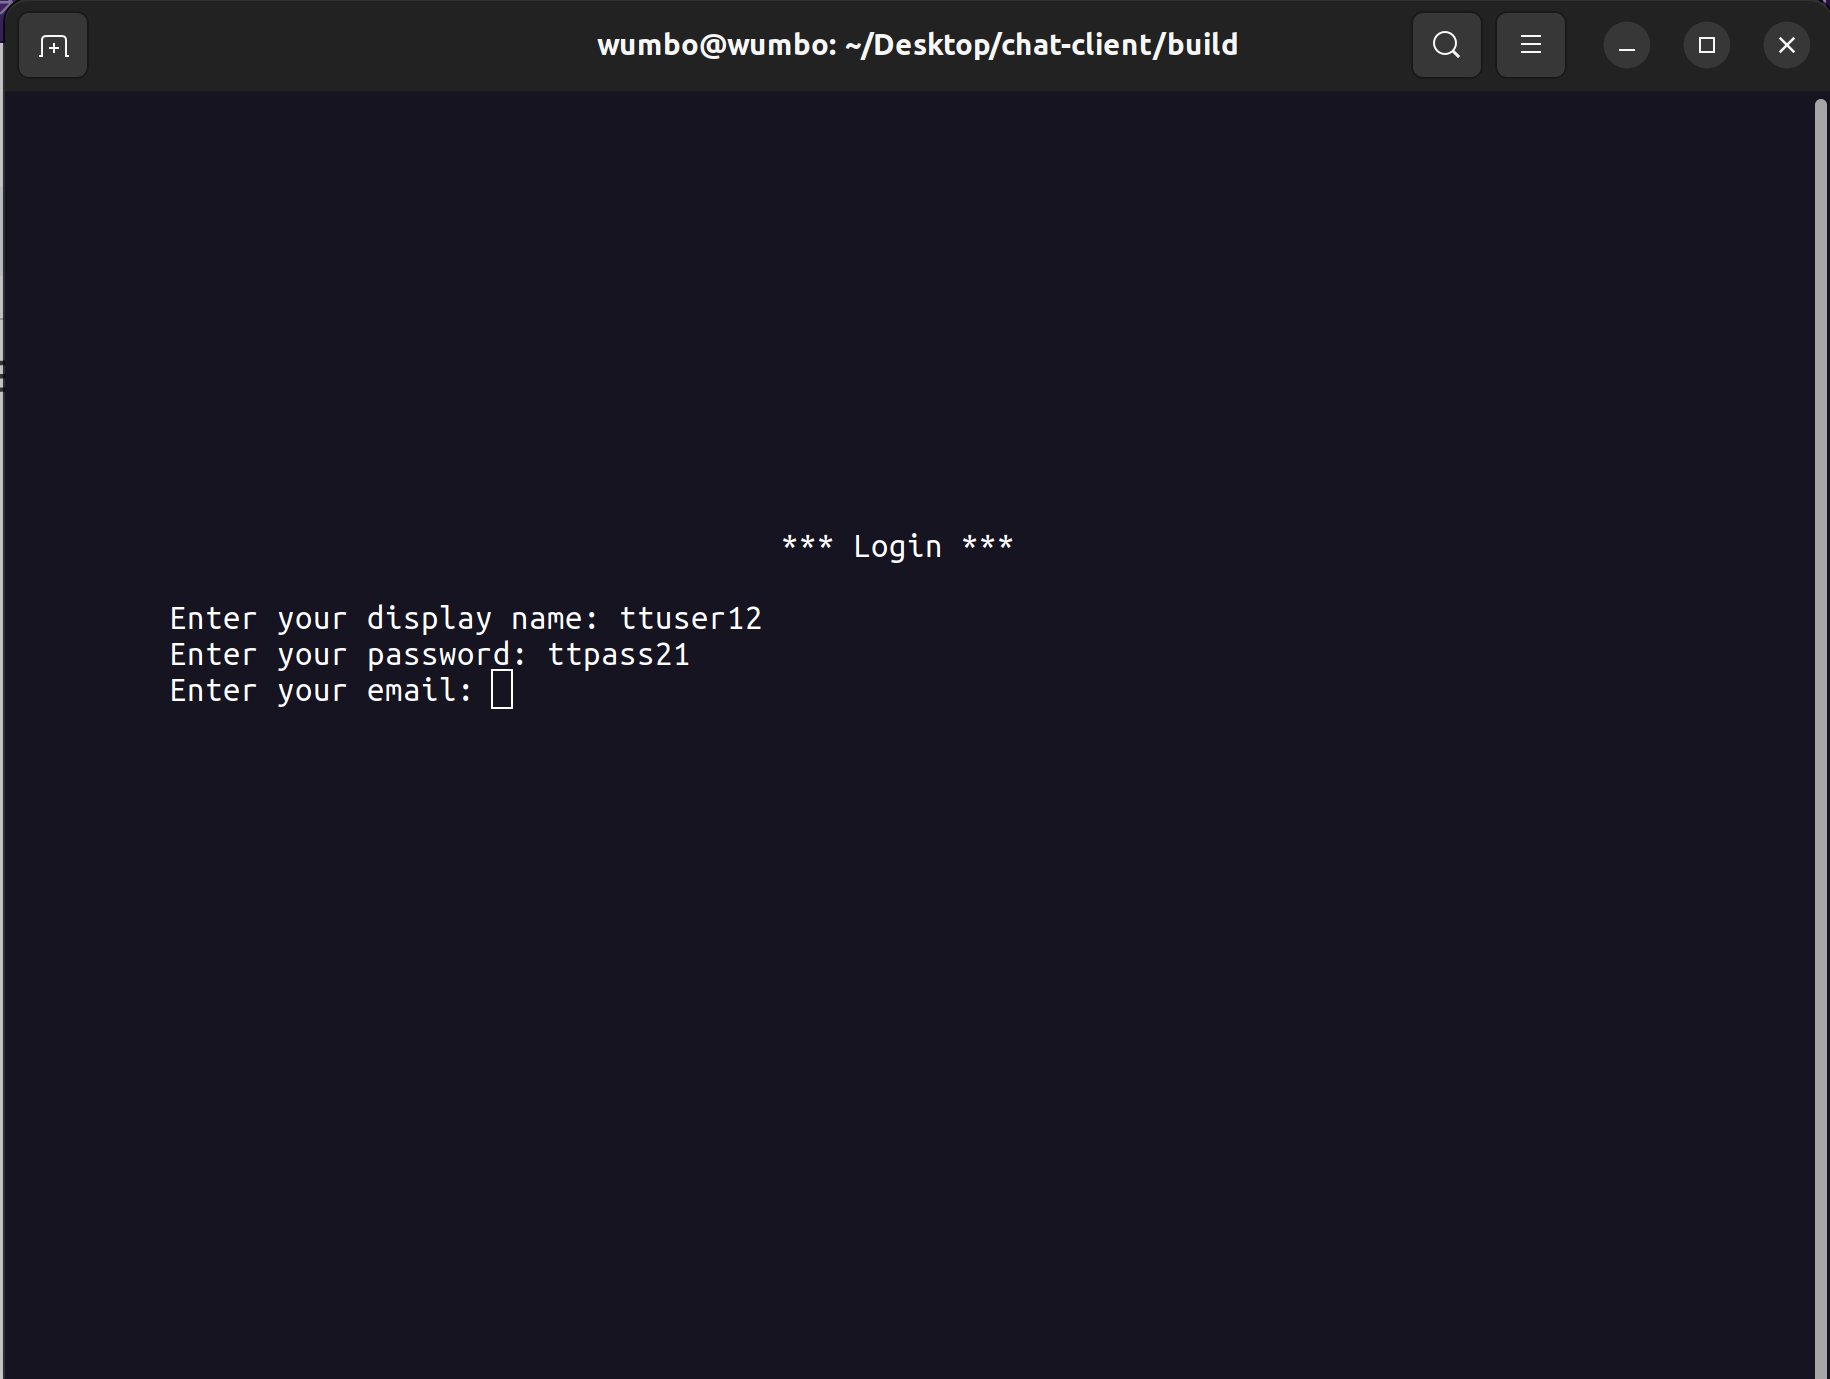 wumbo@wumbo: ~/Desktop/chat-client/build
*** Login ***
Enter your display name: ttuser12
Enter your password: ttpass21
Enter your email: